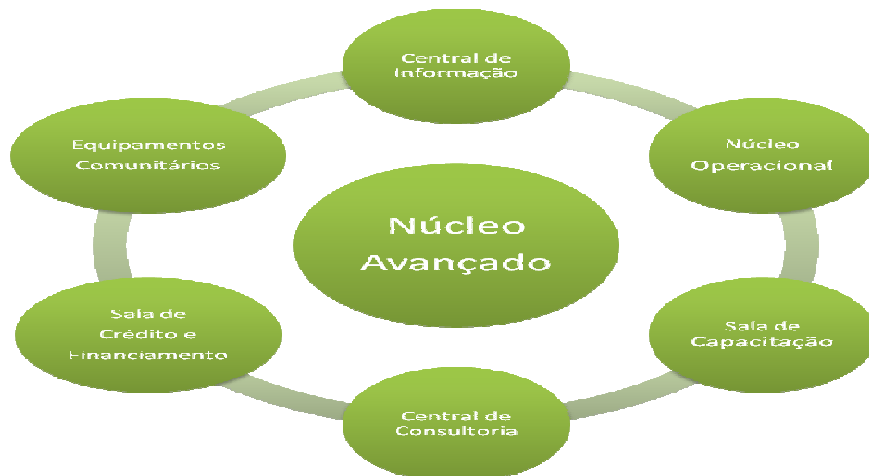 Central de
Informação
Núcleo
Operacional
Sala de
Capacitação
Central de
Consultoria
Sala de
Crédito e
Financiamento
Equipamentos
Comunitários
Núcleo
Avançado